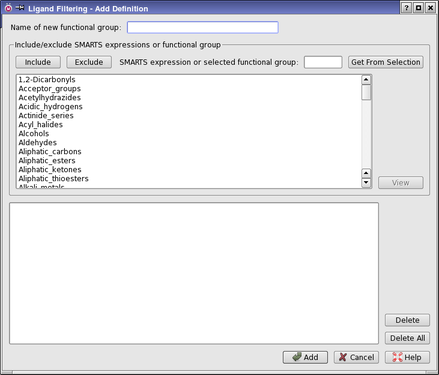 Ligand Filtering - Add Definition
Name of new functional group:
Include/exclude SMARTS expressions or functional group
Include Exclude SMARTS expression or selected functional group: Get From Selection
1,2-Dicarbonyls
Acceptor_groups
Acetylhydrazides
Acidic_hydrogens
Actinide_series
Acyl_halides
Alcohols
Aldehydes
Aliphatic_carbons
Aliphatic_esters
Aliphatic_ketones
Aliphatic_thioesters
Alkali_metals
View
Delete
Delete All
Add Cancel Help